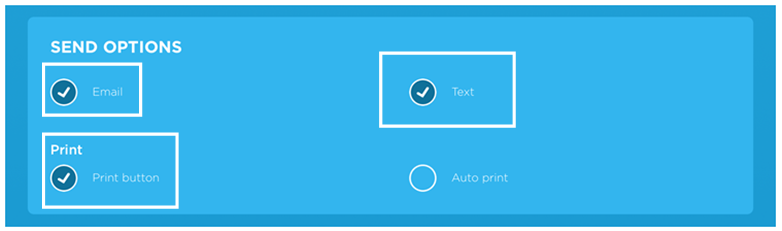 SEND OPTIONS
Email
Text
Print
Print button
Auto print